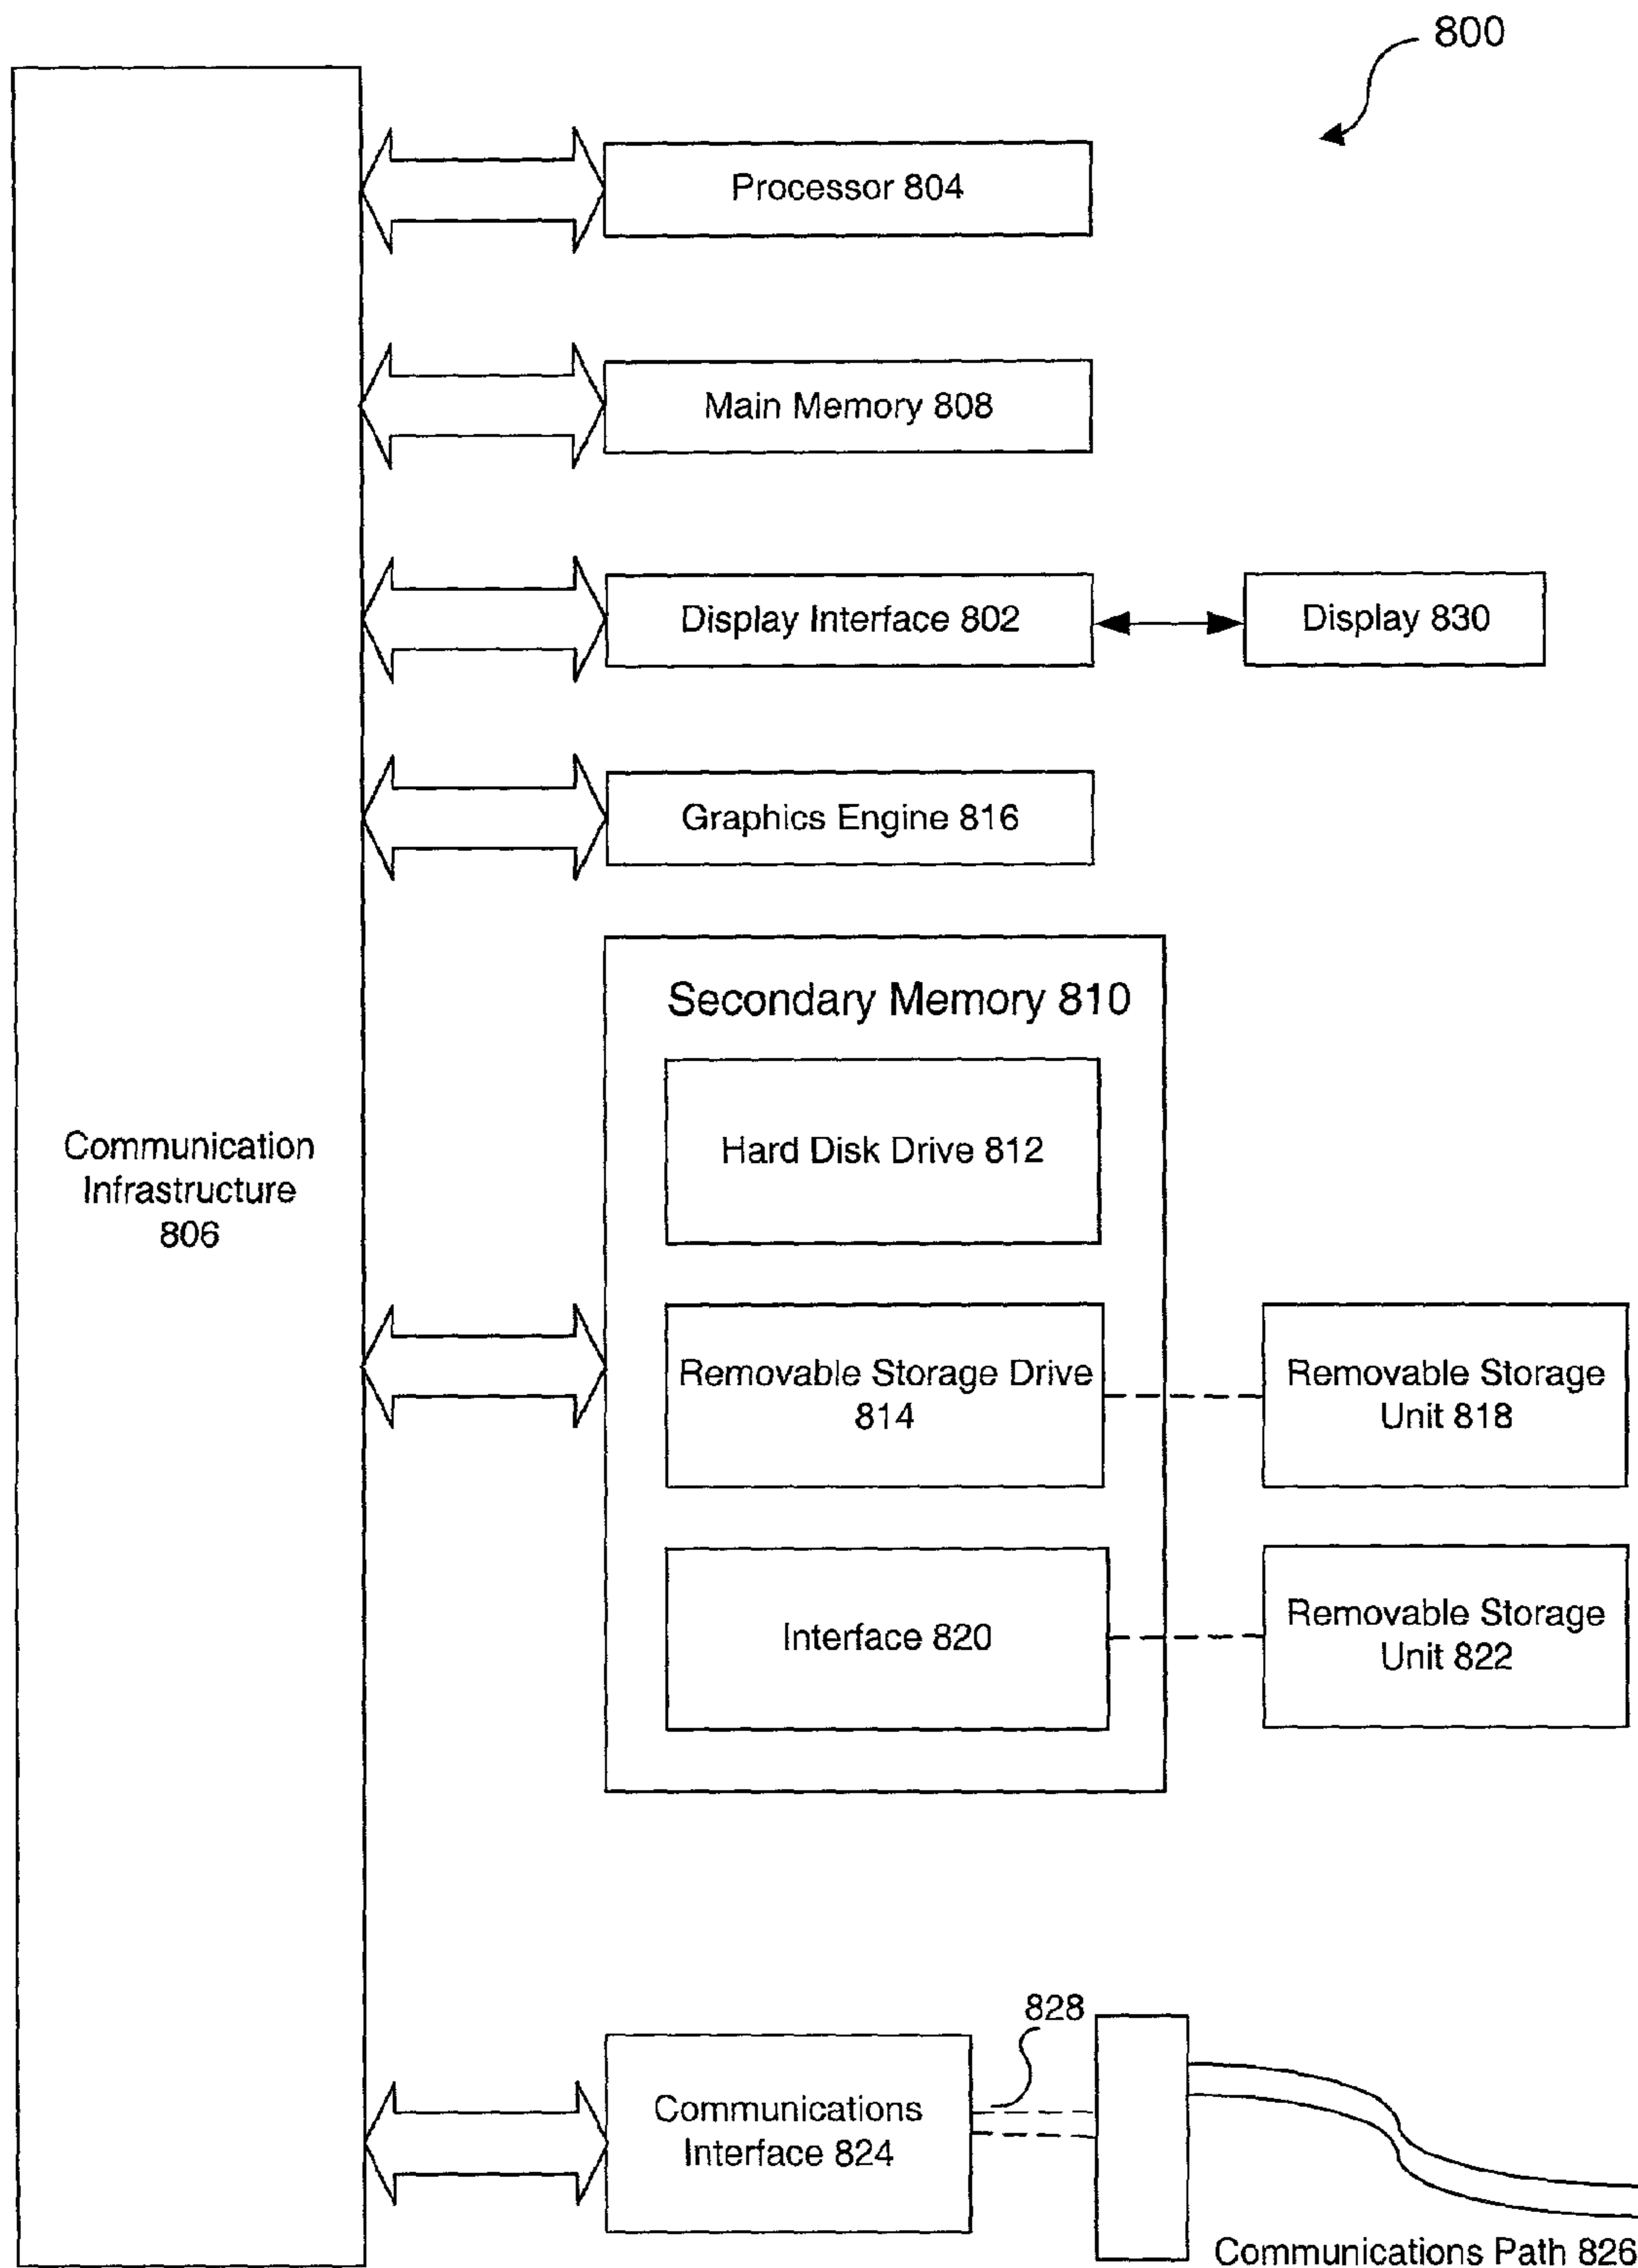 800
Processor 804
Main Memory 808
Display Interface 802
Display 830
Graphics Engine 816
Secondary Memory 810
Hard Disk Drive 812
Communication
Infrastructure
806
Removable Storage Drive
814
Removable Storage
Unit 818
Interface 820
Removable Storage
Unit 822
828
Communications
Interface 824
Communications Path 826